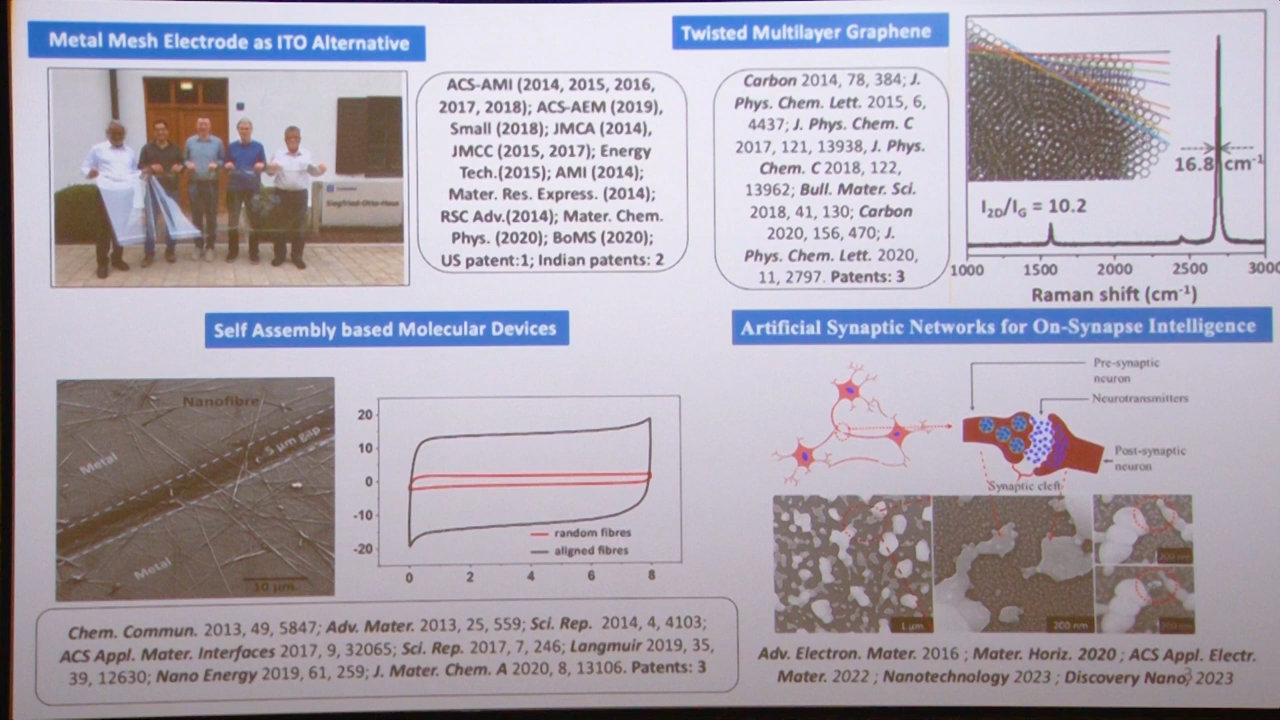 Metal Mesh Electrode as ITO Alternative
ACS-AMI (2014, 2015, 2016,
2017, 2018); ACS-AEM (2019),
Small (2018); JMCA (2014),
JMCC (2015, 2017); Energy
Tech.(2015); AMI (2014);
Mater. Res. Express. (2014);
RSC Adv.(2014); Mater. Chem.
Phys. (2020); BoMS (2020);
US patent:1; Indian patents: 2
Siegfried-Otto-Haus
Twisted Multilayer Graphene
Carbon 2014, 78, 384; J.
Phys. Chem. Lett. 2015, 6,
4437; J. Phys. Chem. C
2017, 121, 13938, J. Phys.
Chem. C 2018, 122,
13962; Bull. Mater. Sci.
2018, 41, 130; Carbon
2020, 156, 470; J.
Phys. Chem. Lett. 2020,
11, 2797. Patents: 3
16.8 cm-1
I2D/IG = 10.2
1000 1500 2000 2500 3000
Raman shift (cm-1)
Self Assembly based Molecular Devices
Nanofibre
5 μm gap
Metal
Metal
10 μm
20
10
0
-10
-20
random fibres
aligned fibres
0 2 4 6 8
Chem. Commun. 2013, 49, 5847; Adv. Mater. 2013, 25, 559; Sci. Rep. 2014, 4, 4103;
ACS Appl. Mater. Interfaces 2017, 9, 32065; Sci. Rep. 2017, 7, 246; Langmuir 2019, 35,
39, 12630; Nano Energy 2019, 61, 259; J. Mater. Chem. A 2020, 8, 13106. Patents: 3
Artificial Synaptic Networks for On-Synapse Intelligence
Pre-synaptic
neuron
Neurotransmitters
Post-synaptic
neuron
Synaptic cleft
1 μm
200 nm
200 nm
200 nm
Adv. Electron. Mater. 2016 ; Mater. Horiz. 2020 ; ACS Appl. Electr.
Mater. 2022 ; Nanotechnology 2023 ; Discovery Nano, 2023